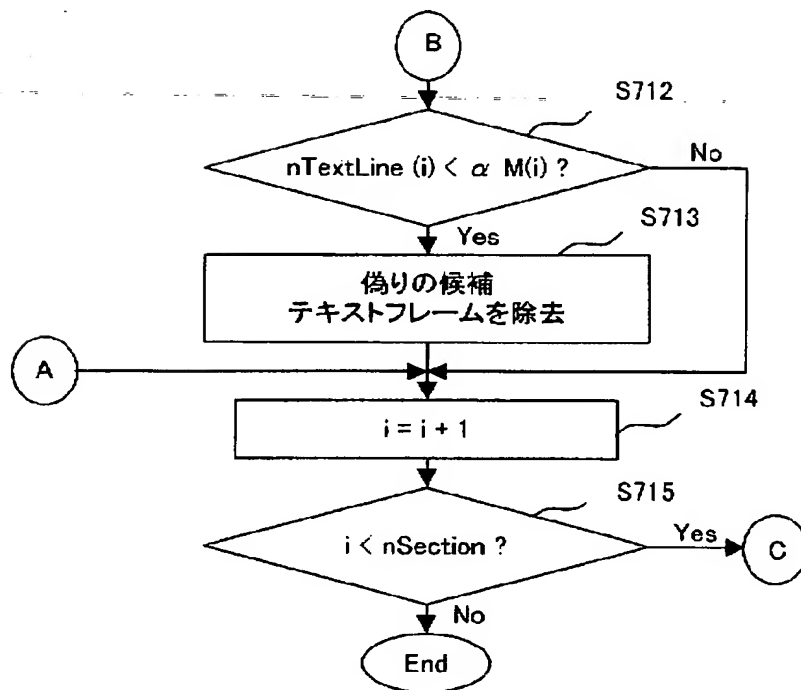 B
S712
nTextLine (i) < α M(i) ?
No
Yes
S713
偽りの候補
テキストフレームを除去
A
S714
i = i + 1
S715
i < nSection ?
Yes
C
No
End